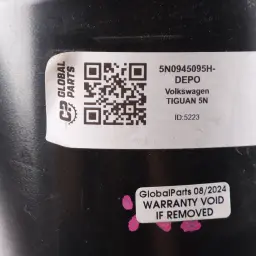 GLOBAL
PARTS
5N0945095H-
DEPO
Volkswagen
TIGUAN 5N
ID:5223
GlobalParts 08/2024
WARRANTY VOID
IF REMOVED